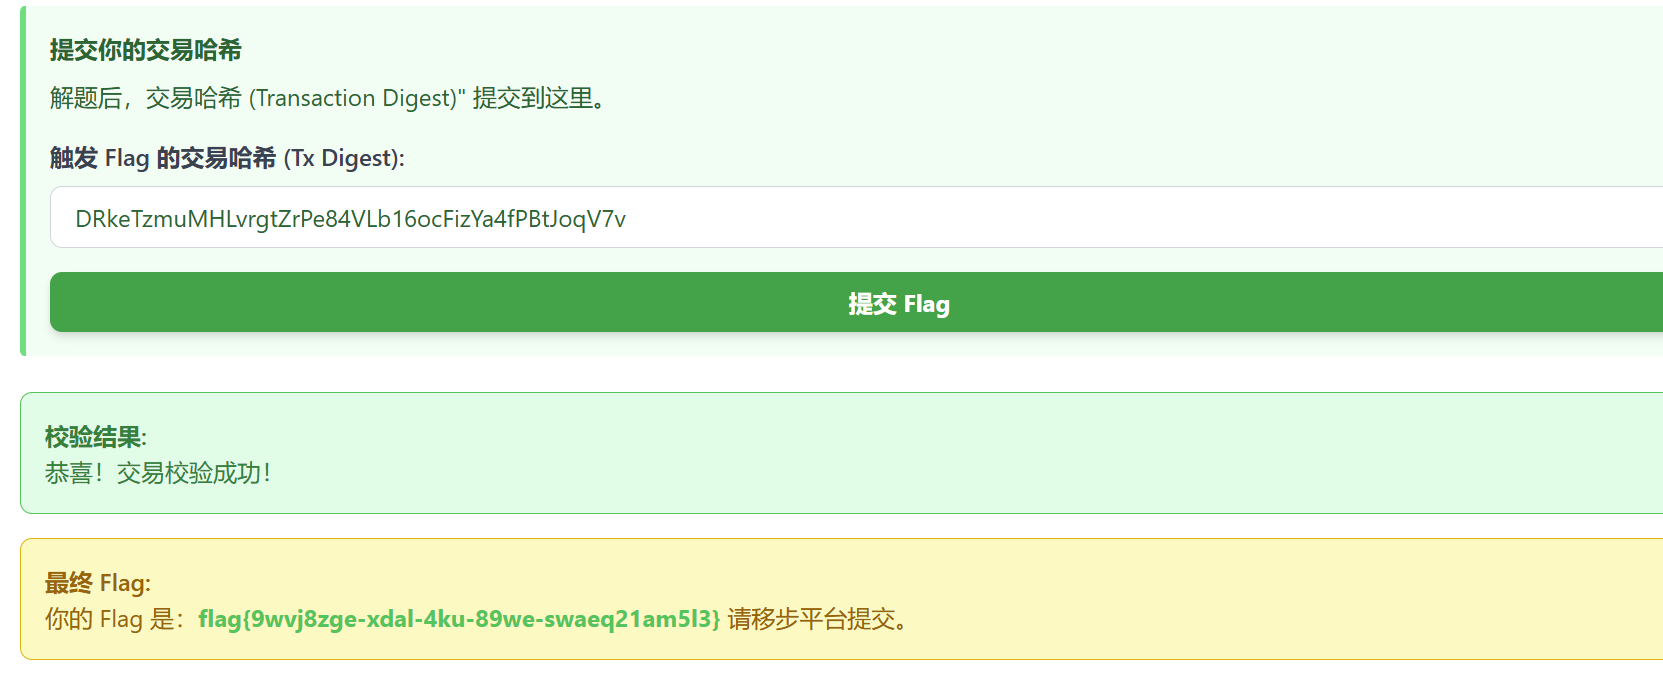 提交你的交易哈希
解题后，交易哈希 (Transaction Digest)" 提交到这里。
触发 Flag 的交易哈希 (Tx Digest):
DRkeTzmuMHLvrgtZrPe84VLb16ocFizYa4fPBtJoqV7v
提交 Flag
校验结果:
恭喜！交易校验成功！
最终 Flag:
你的 Flag 是：flag{9wvj8zge-xdal-4ku-89we-swaeq21am5l3} 请移步平台提交。